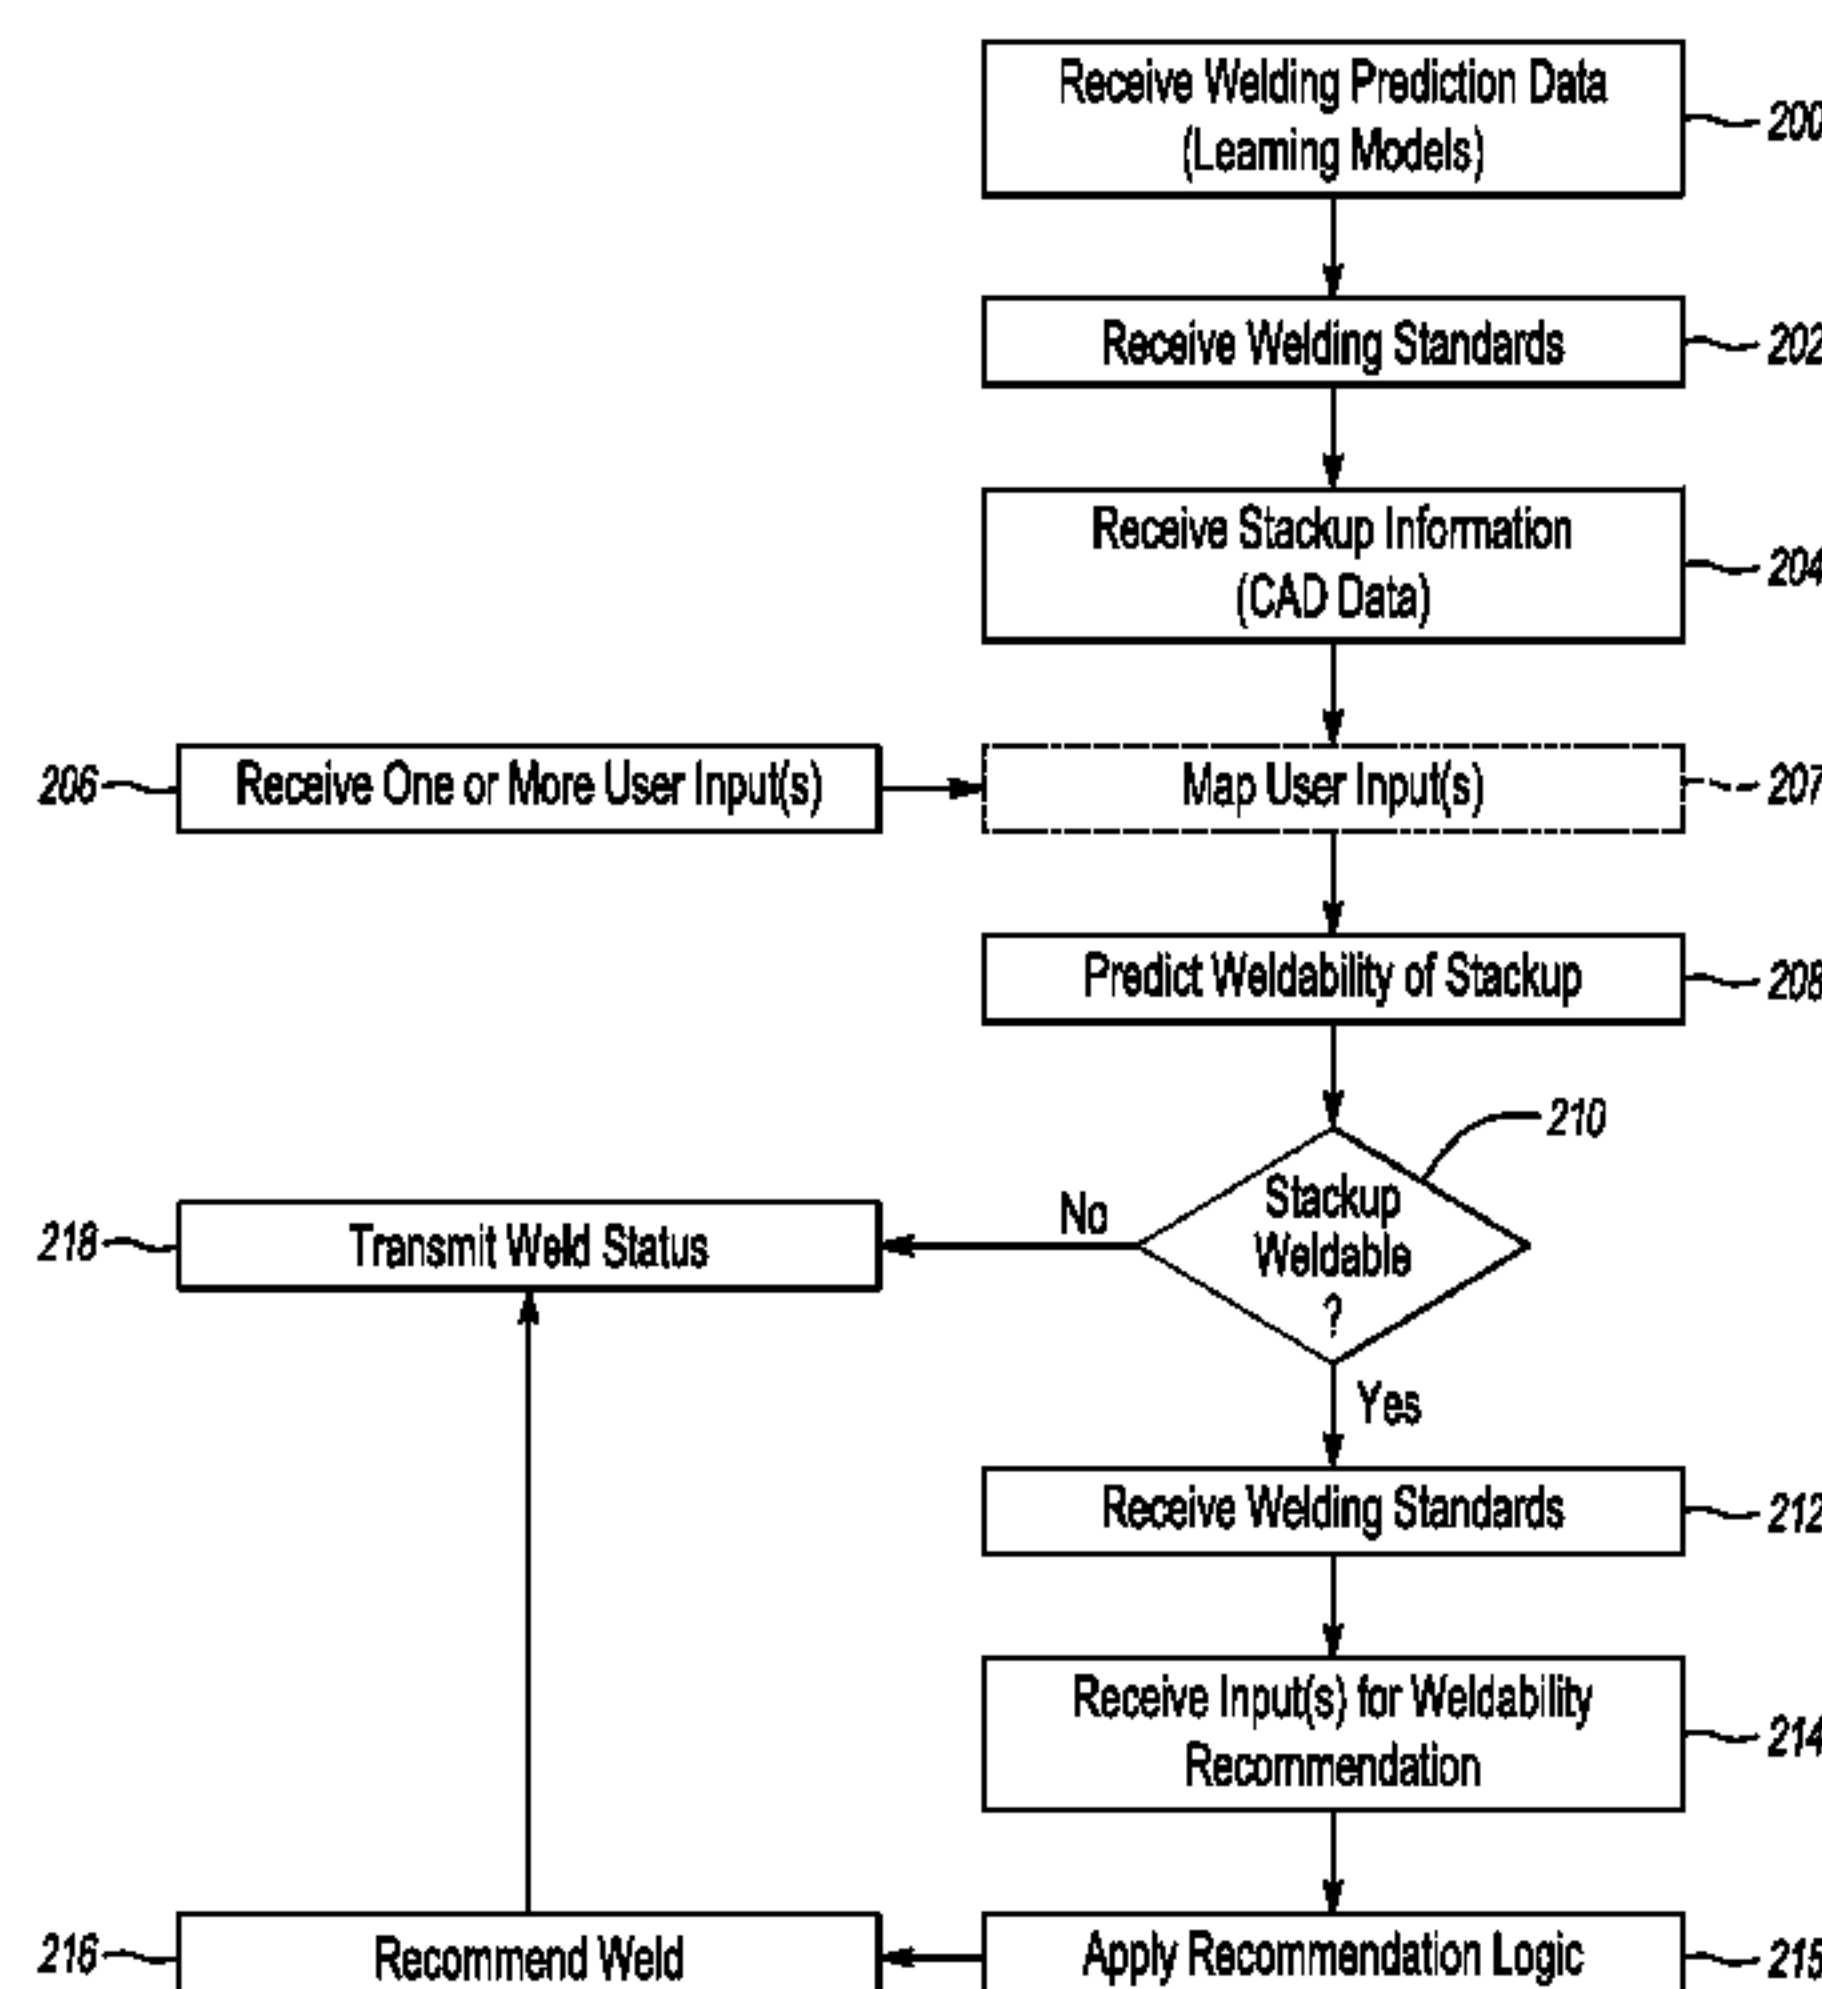 Receive Welding Prediction Data
(Learning Models)
200
Receive Welding Standards
202
Receive Stackup Information
(CAD Data)
204
206
Receive One or More User Input(s)
Map User Input(s)
207
Predict Weldability of Stackup
208
210
Stackup
Weldable
?
No
218
Transmit Weld Status
Yes
Receive Welding Standards
212
Receive Input(s) for Weldability
Recommendation
214
216
Recommend Weld
Apply Recommendation Logic
215